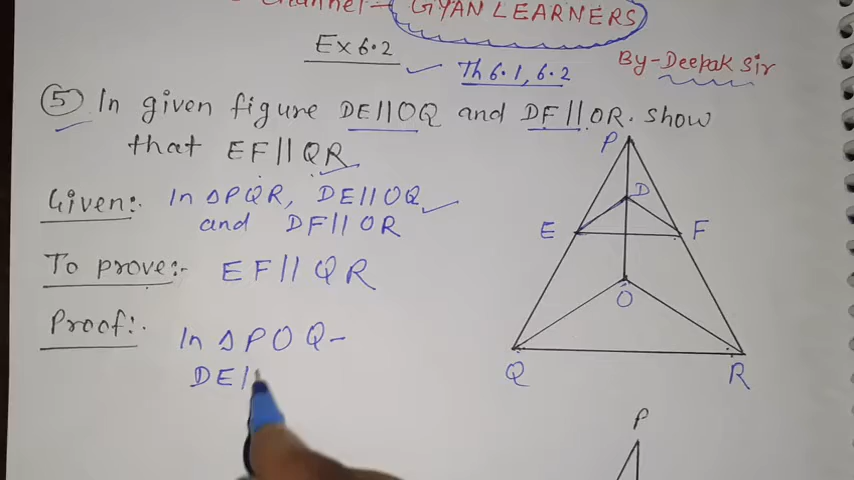 Channel - GYAN LEARNERS
Ex 6.2
Th 6.1, 6.2
By-Deepak Sir
(5) In given figure DE||OQ and DF||OR. Show
that EF||QR
Given:. In △PQR, DE||OQ
and DF||OR
To prove:- EF||QR
Proof:. In △POQ-
DE||
P
D
E
F
O
Q
R
P